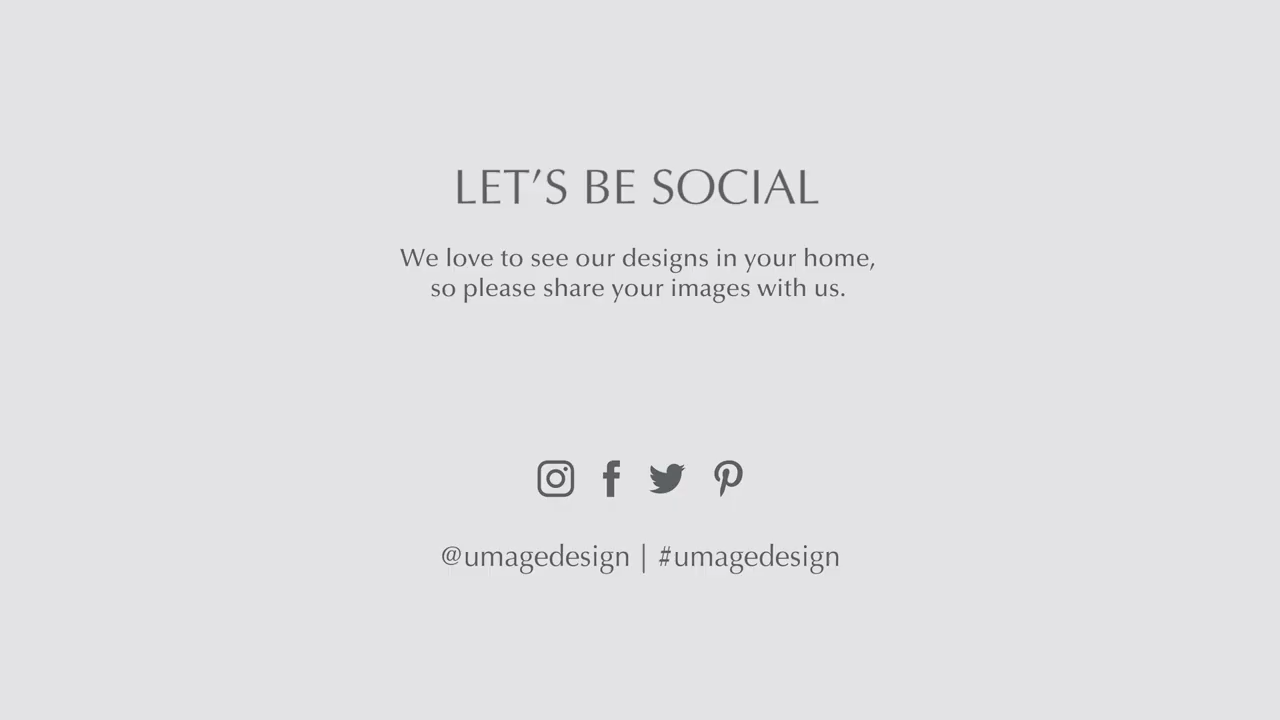 LET’S BE SOCIAL
We love to see our designs in your home,
so please share your images with us.
@umagedesign | #umagedesign